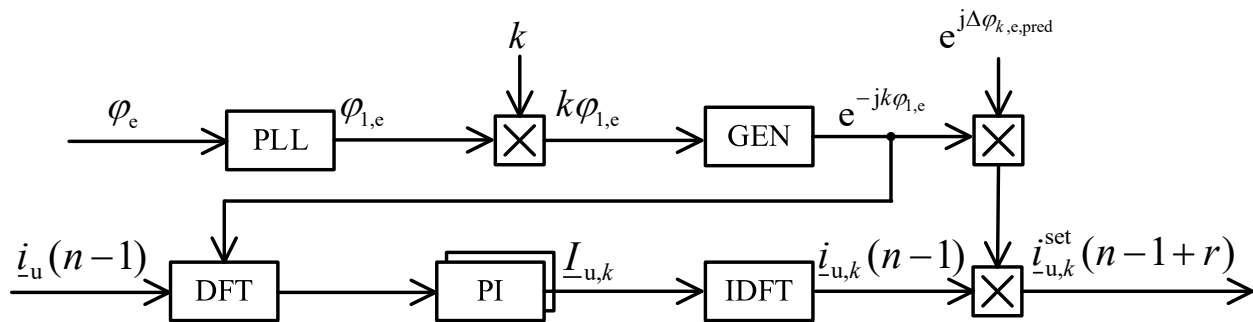 e^{jΔφ_{k,e,pred}}
k
φ_e
PLL
φ_{1,e}
kφ_{1,e}
GEN
e^{-jkφ_{1,e}}
i_u(n−1)
DFT
PI
I_{u,k}
IDFT
i_{u,k}(n−1)
i_{u,k}^{set}(n−1+r)